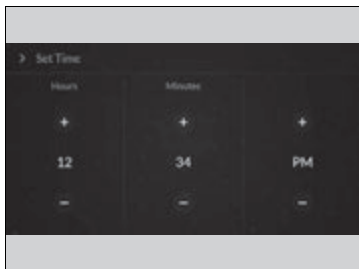 > Set Time
Hours Minutes
+ + +
12 34 PM
- - -